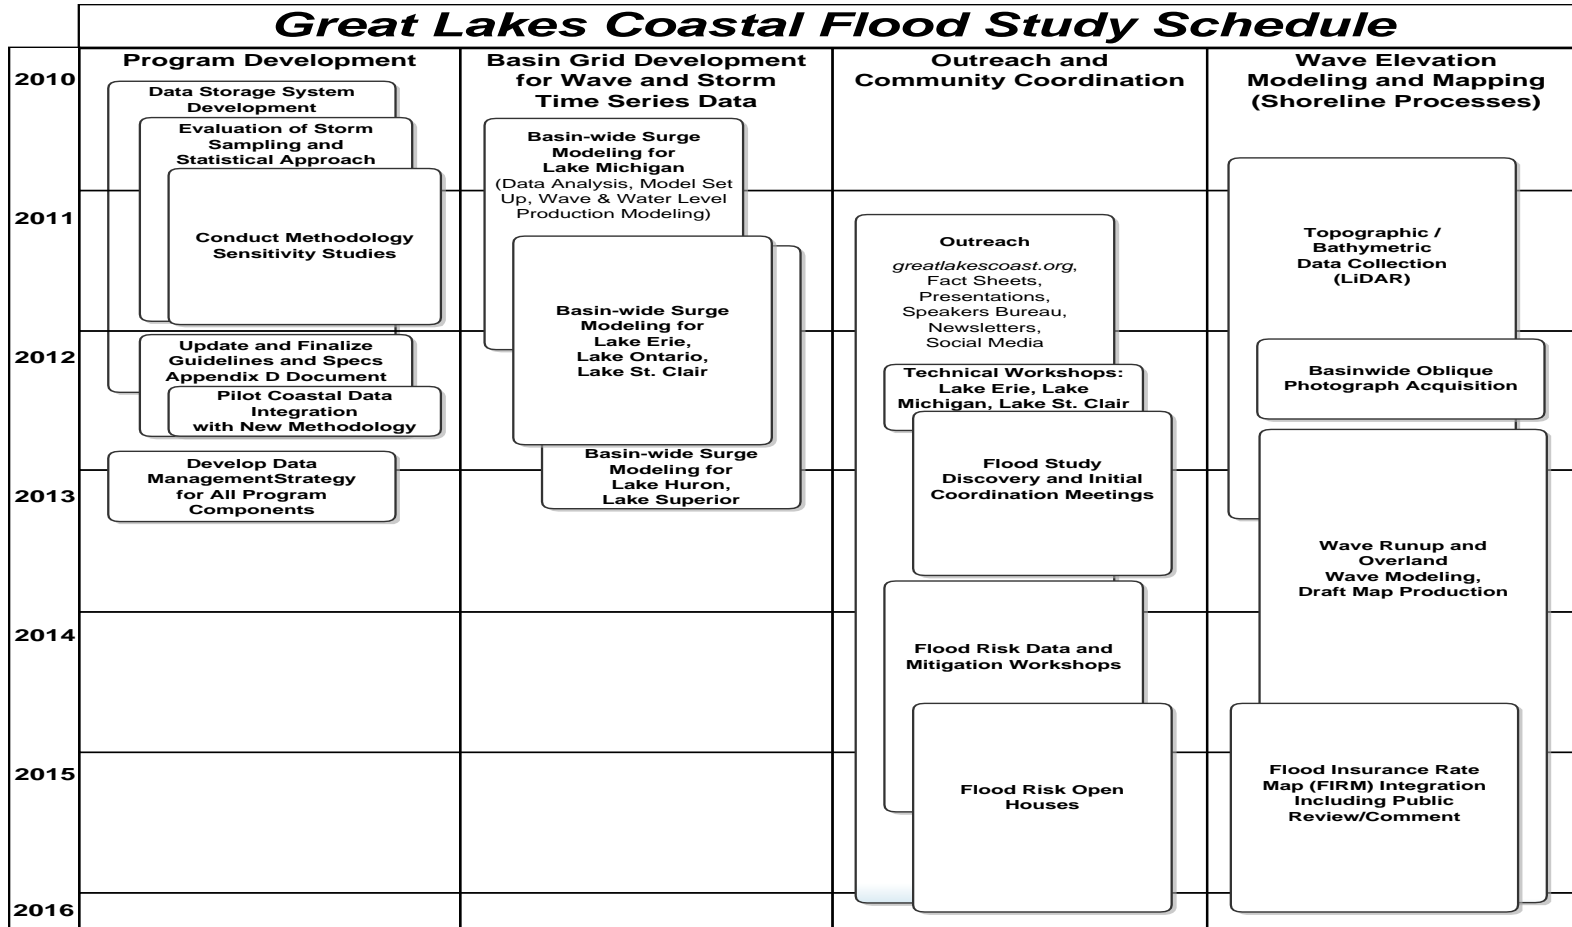 Great Lakes Coastal Flood Study Schedule
2010
2011
2012
2013
2014
2015
2016
Program Development
Data Storage System
Development
Evaluation of Storm
Sampling and
Statistical Approach
Conduct Methodology
Sensitivity Studies
Update and Finalize
Guidelines and Specs
Appendix D Document
Pilot Coastal Data
Integration
with New Methodology
Develop Data
ManagementStrategy
for All Program
Components
Basin Grid Development
for Wave and Storm
Time Series Data
Basin-wide Surge
Modeling for
Lake Michigan
(Data Analysis, Model Set
Up, Wave & Water Level
Production Modeling)
Basin-wide Surge
Modeling for
Lake Erie,
Lake Ontario,
Lake St. Clair
Basin-wide Surge
Modeling for
Lake Huron,
Lake Superior
Outreach and
Community Coordination
Outreach
greatlakescoast.org,
Fact Sheets,
Presentations,
Speakers Bureau,
Newsletters,
Social Media
Technical Workshops:
Lake Erie, Lake
Michigan, Lake St. Clair
Flood Study
Discovery and Initial
Coordination Meetings
Flood Risk Data and
Mitigation Workshops
Flood Risk Open
Houses
Wave Elevation
Modeling and Mapping
(Shoreline Processes)
Topographic /
Bathymetric
Data Collection
(LiDAR)
Basinwide Oblique
Photograph Acquisition
Wave Runup and
Overland
Wave Modeling,
Draft Map Production
Flood Insurance Rate
Map (FIRM) Integration
Including Public
Review/Comment